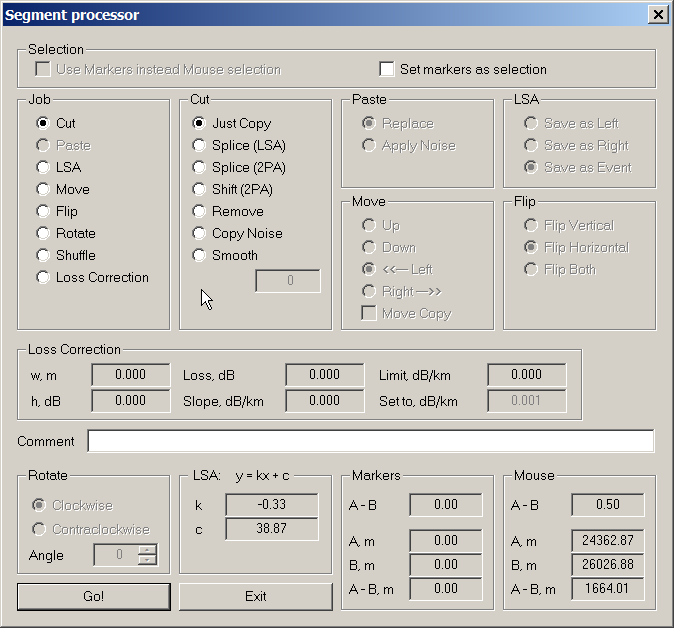 Segment processor
Selection
Use Markers instead Mouse selection
Set markers as selection
Job
Cut
Paste
LSA
Move
Flip
Rotate
Shuffle
Loss Correction
Cut
Just Copy
Splice (LSA)
Splice (2PA)
Shift (2PA)
Remove
Copy Noise
Smooth
0
Paste
Replace
Apply Noise
LSA
Save as Left
Save as Right
Save as Event
Move
Up
Down
<<--- Left
Right --->>
Move Copy
Flip
Flip Vertical
Flip Horizontal
Flip Both
Loss Correction
w, m 0.000 Loss, dB 0.000 Limit, dB/km 0.000
h, dB 0.000 Slope, dB/km 0.000 Set to, dB/km 0.001
Comment
Rotate
Clockwise
Contraclockwise
Angle 0
LSA: y = kx + c
k -0.33
c 38.87
Markers
A - B 0.00
A, m 0.00
B, m 0.00
A - B, m 0.00
Mouse
A - B 0.50
A, m 24362.87
B, m 26026.88
A - B, m 1664.01
Go!
Exit